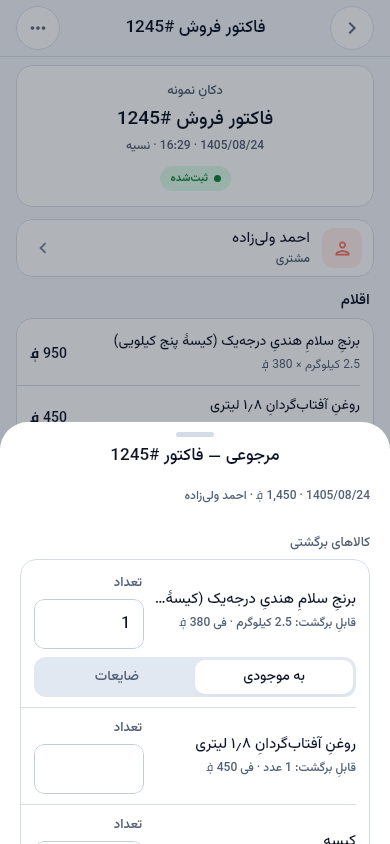 فاکتور فروش #1245
دکانِ نمونه
فاکتور فروش #1245
1405/08/24 · 16:29 · نسیه
ثبت‌شده
احمد ولی‌زاده
مشتری
اقلام
برنجِ سلامِ هندیِ درجه‌یک (کیسهٔ پنج کیلویی)
950 ؋
2.5 کیلوگرم × 380 ؋
روغنِ آفتاب‌گردانِ ۱٫۸ لیتری
450 ؋
مرجوعی — فاکتور #1245
1405/08/24 · 1,450 ؋ · احمد ولی‌زاده
کالاهای برگشتی
برنجِ سلامِ هندیِ درجه‌یک (کیسهٔ…
قابلِ برگشت: 2.5 کیلوگرم · فی 380 ؋
تعداد
1
به موجودی
ضایعات
روغنِ آفتاب‌گردانِ ۱٫۸ لیتری
قابلِ برگشت: 1 عدد · فی 450 ؋
تعداد
تعداد
کیسه